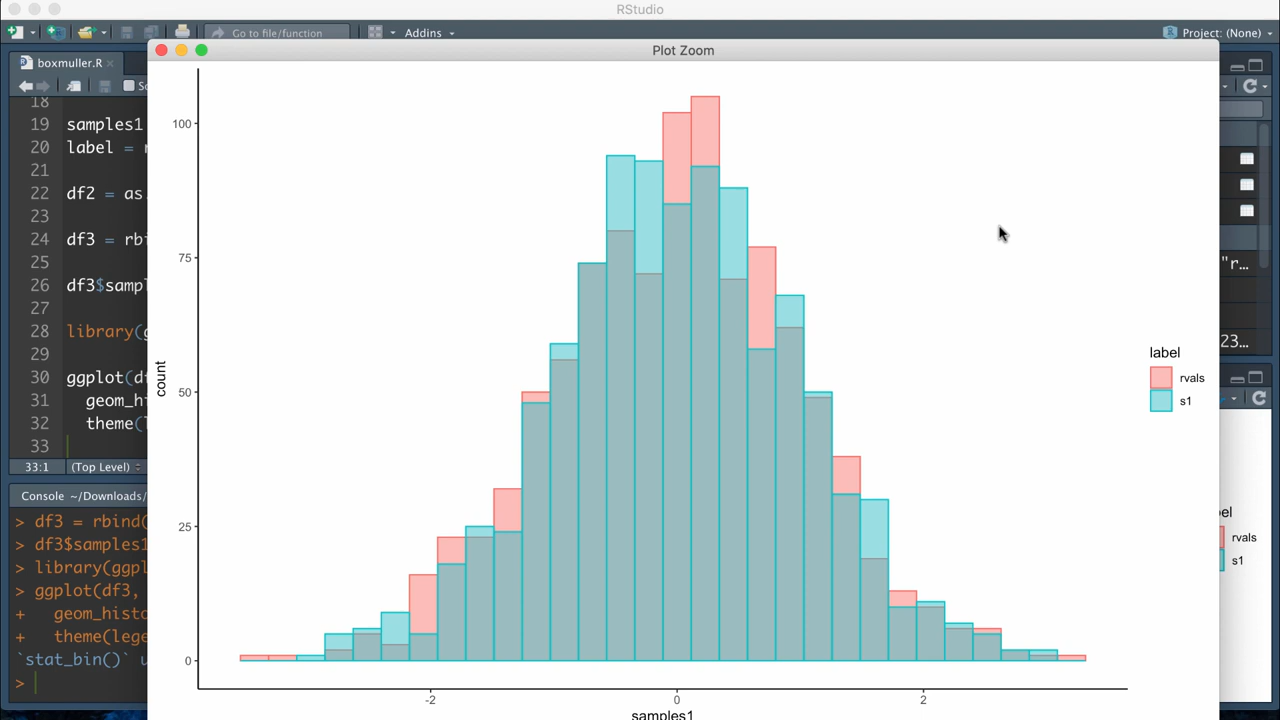 RStudio
Go to file/function
Addins
Project: (None)
boxmuller.R
Plot Zoom
18
19 samples1
20 label =
21
22 df2 = as.
23
24 df3 = rbi
25
26 df3$sampl
27
28 library(g
29
30 ggplot(df
31 geom_hi
32 theme(l
33
33:1 (Top Level)
Console ~/Downloads/
> df3 = rbind(
> df3$samples1
> library(ggpl
> ggplot(df3,
+ geom_histo
+ theme(lege
`stat_bin()` u
>
count
100
75
50
25
0
-2 0 2
samples1
label
rvals
s1
"r...
23...
el
rvals
s1